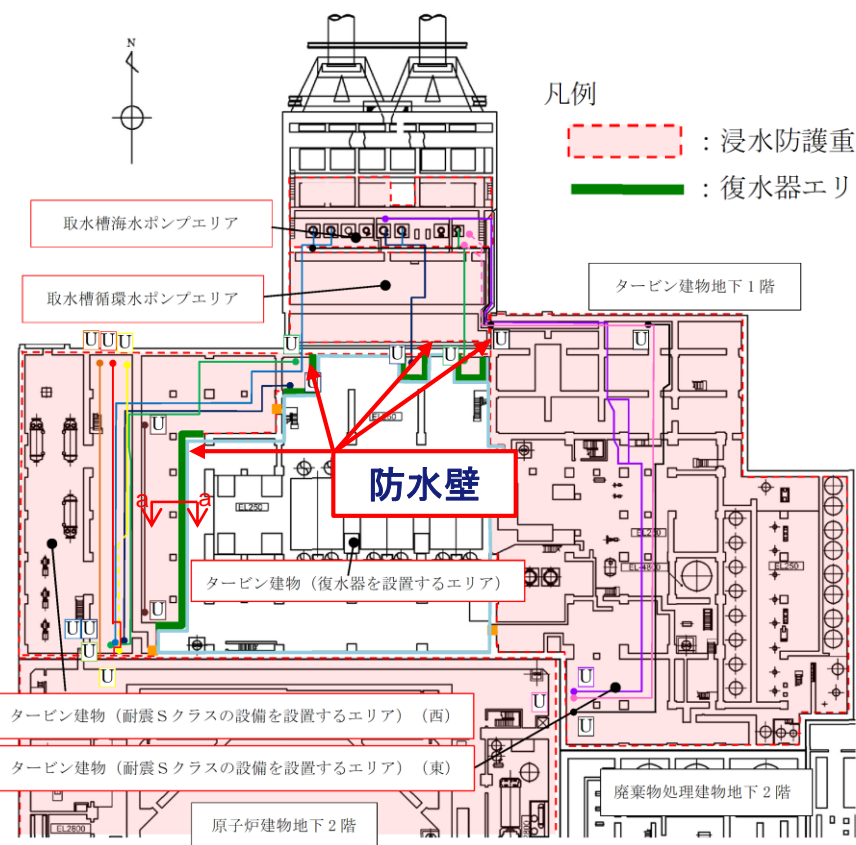 N
凡例
：浸水防護重
：復水器エリ
取水槽海水ポンプエリア
取水槽循環水ポンプエリア
タービン建物地下１階
U
U
U
U
U
U
U
U
U
防水壁
a
a
EL250
EL250
EL250
タービン建物（復水器を設置するエリア）
U
U
U
U
U
U
U
U
タービン建物（耐震Ｓクラスの設備を設置するエリア）（西）
タービン建物（耐震Ｓクラスの設備を設置するエリア）（東）
廃棄物処理建物地下２階
原子炉建物地下２階
EL2800